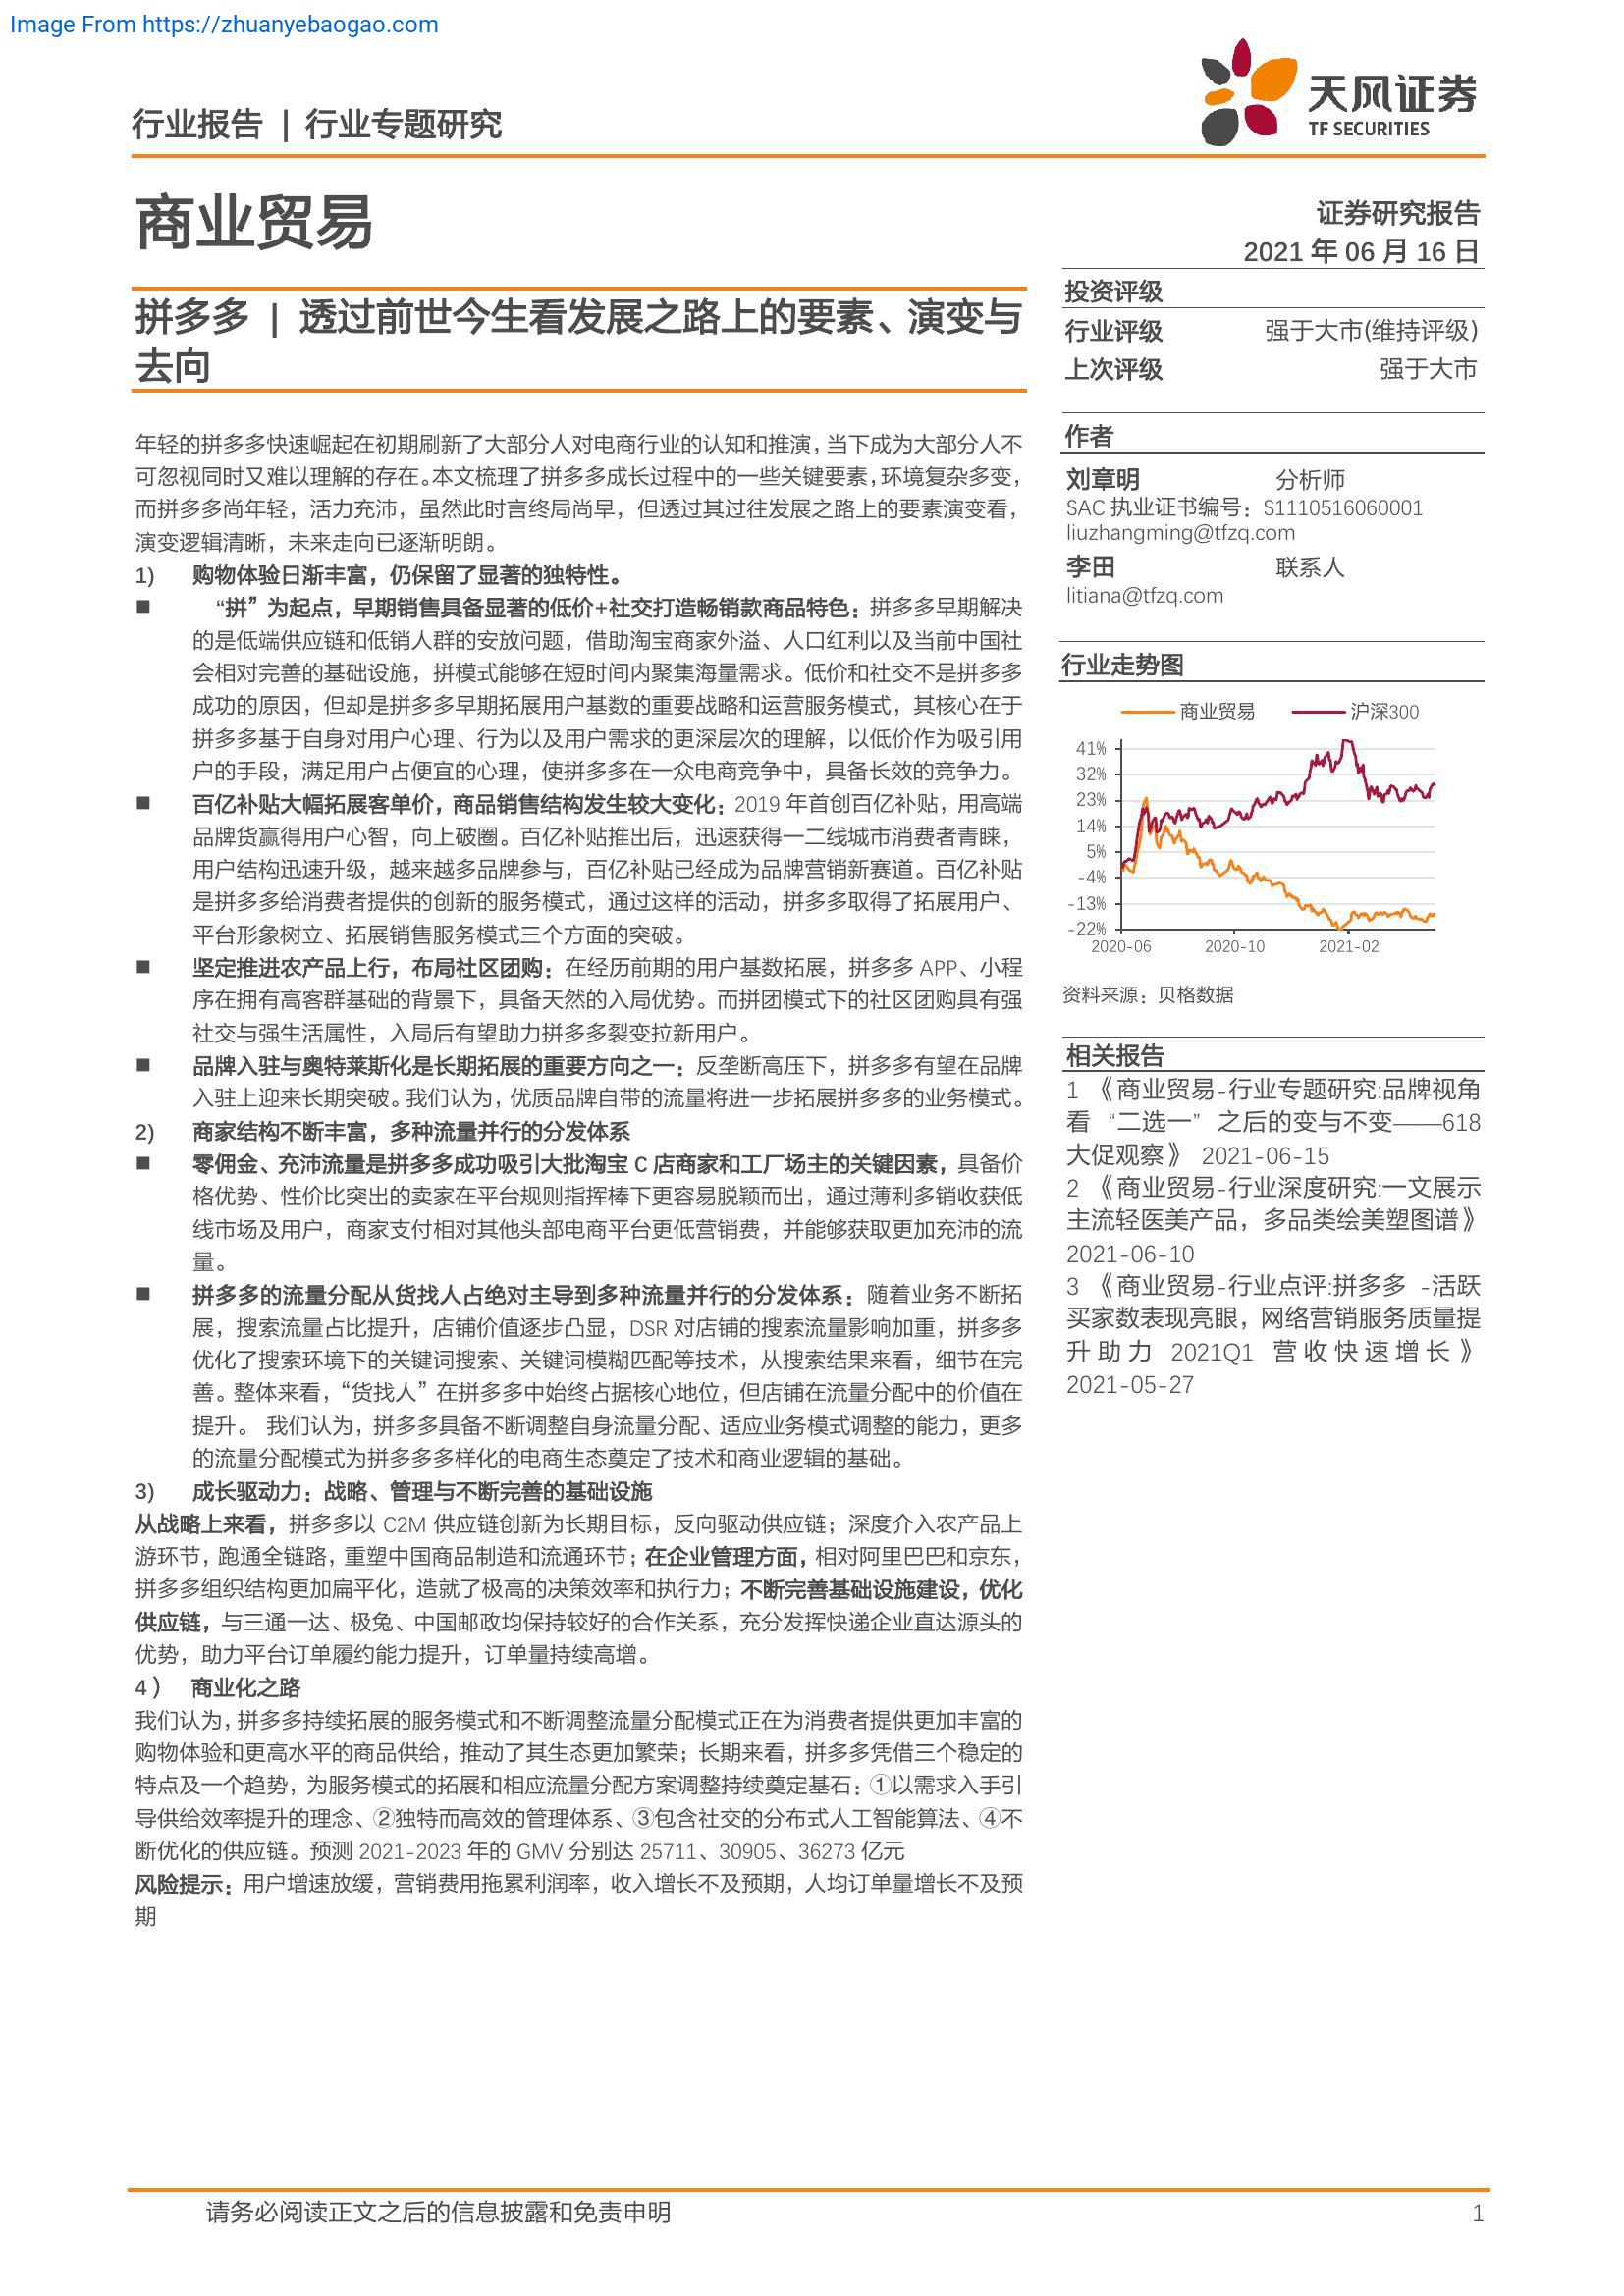 Image From https://zhuanyebaogao.com
行业报告 | 行业专题研究
天风证券
TF SECURITIES
商业贸易
证券研究报告
2021 年 06 月 16 日
拼多多 | 透过前世今生看发展之路上的要素、演变与
去向
年轻的拼多多快速崛起在初期刷新了大部分人对电商行业的认知和推演，当下成为大部分人不
可忽视同时又难以理解的存在。本文梳理了拼多多成长过程中的一些关键要素，环境复杂多变，
而拼多多尚年轻，活力充沛，虽然此时言终局尚早，但透过其过往发展之路上的要素演变看，
演变逻辑清晰，未来走向已逐渐明朗。
1) 购物体验日渐丰富，仍保留了显著的独特性。
■ “拼”为起点，早期销售具备显著的低价+社交打造畅销款商品特色：拼多多早期解决
的是低端供应链和低销人群的安放问题，借助淘宝商家外溢、人口红利以及当前中国社
会相对完善的基础设施，拼模式能够在短时间内聚集海量需求。低价和社交不是拼多多
成功的原因，但却是拼多多早期拓展用户基数的重要战略和运营服务模式，其核心在于
拼多多基于自身对用户心理、行为以及用户需求的更深层次的理解，以低价作为吸引用
户的手段，满足用户占便宜的心理，使拼多多在一众电商竞争中，具备长效的竞争力。
■ 百亿补贴大幅拓展客单价，商品销售结构发生较大变化：2019 年首创百亿补贴，用高端
品牌货赢得用户心智，向上破圈。百亿补贴推出后，迅速获得一二线城市消费者青睐，
用户结构迅速升级，越来越多品牌参与，百亿补贴已经成为品牌营销新赛道。百亿补贴
是拼多多给消费者提供的创新的服务模式，通过这样的活动，拼多多取得了拓展用户、
平台形象树立、拓展销售服务模式三个方面的突破。
■ 坚定推进农产品上行，布局社区团购：在经历前期的用户基数拓展，拼多多 APP、小程
序在拥有高客群基础的背景下，具备天然的入局优势。而拼团模式下的社区团购具有强
社交与强生活属性，入局后有望助力拼多多裂变拉新用户。
■ 品牌入驻与奥特莱斯化是长期拓展的重要方向之一：反垄断高压下，拼多多有望在品牌
入驻上迎来长期突破。我们认为，优质品牌自带的流量将进一步拓展拼多多的业务模式。
2) 商家结构不断丰富，多种流量并行的分发体系
■ 零佣金、充沛流量是拼多多成功吸引大批淘宝 C 店商家和工厂场主的关键因素，具备价
格优势、性价比突出的卖家在平台规则指挥棒下更容易脱颖而出，通过薄利多销收获低
线市场及用户，商家支付相对其他头部电商平台更低营销费，并能够获取更加充沛的流
量。
■ 拼多多的流量分配从货找人占绝对主导到多种流量并行的分发体系：随着业务不断拓
展，搜索流量占比提升，店铺价值逐步凸显，DSR 对店铺的搜索流量影响加重，拼多多
优化了搜索环境下的关键词搜索、关键词模糊匹配等技术，从搜索结果来看，细节在完
善。整体来看，“货找人”在拼多多中始终占据核心地位，但店铺在流量分配中的价值在
提升。 我们认为，拼多多具备不断调整自身流量分配、适应业务模式调整的能力，更多
的流量分配模式为拼多多多样化的电商生态奠定了技术和商业逻辑的基础。
3) 成长驱动力：战略、管理与不断完善的基础设施
从战略上来看，拼多多以 C2M 供应链创新为长期目标，反向驱动供应链；深度介入农产品上
游环节，跑通全链路，重塑中国商品制造和流通环节；在企业管理方面，相对阿里巴巴和京东，
拼多多组织结构更加扁平化，造就了极高的决策效率和执行力；不断完善基础设施建设，优化
供应链，与三通一达、极兔、中国邮政均保持较好的合作关系，充分发挥快递企业直达源头的
优势，助力平台订单履约能力提升，订单量持续高增。
4） 商业化之路
我们认为，拼多多持续拓展的服务模式和不断调整流量分配模式正在为消费者提供更加丰富的
购物体验和更高水平的商品供给，推动了其生态更加繁荣；长期来看，拼多多凭借三个稳定的
特点及一个趋势，为服务模式的拓展和相应流量分配方案调整持续奠定基石：①以需求入手引
导供给效率提升的理念、②独特而高效的管理体系、③包含社交的分布式人工智能算法、④不
断优化的供应链。预测 2021-2023 年的 GMV 分别达 25711、30905、36273 亿元
风险提示：用户增速放缓，营销费用拖累利润率，收入增长不及预期，人均订单量增长不及预
期
投资评级
行业评级 强于大市(维持评级)
上次评级 强于大市
作者
刘章明 分析师
SAC 执业证书编号：S1110516060001
liuzhangming@tfzq.com
李田 联系人
litiana@tfzq.com
行业走势图
商业贸易 沪深300
41%
32%
23%
14%
5%
-4%
-13%
-22%
2020-06 2020-10 2021-02
资料来源：贝格数据
相关报告
1 《商业贸易-行业专题研究:品牌视角
看 “二选一” 之后的变与不变——618
大促观察》 2021-06-15
2 《商业贸易-行业深度研究:一文展示
主流轻医美产品，多品类绘美塑图谱》
2021-06-10
3 《商业贸易-行业点评:拼多多 -活跃
买家数表现亮眼，网络营销服务质量提
升助力 2021Q1 营收快速增长》
2021-05-27
请务必阅读正文之后的信息披露和免责申明 1